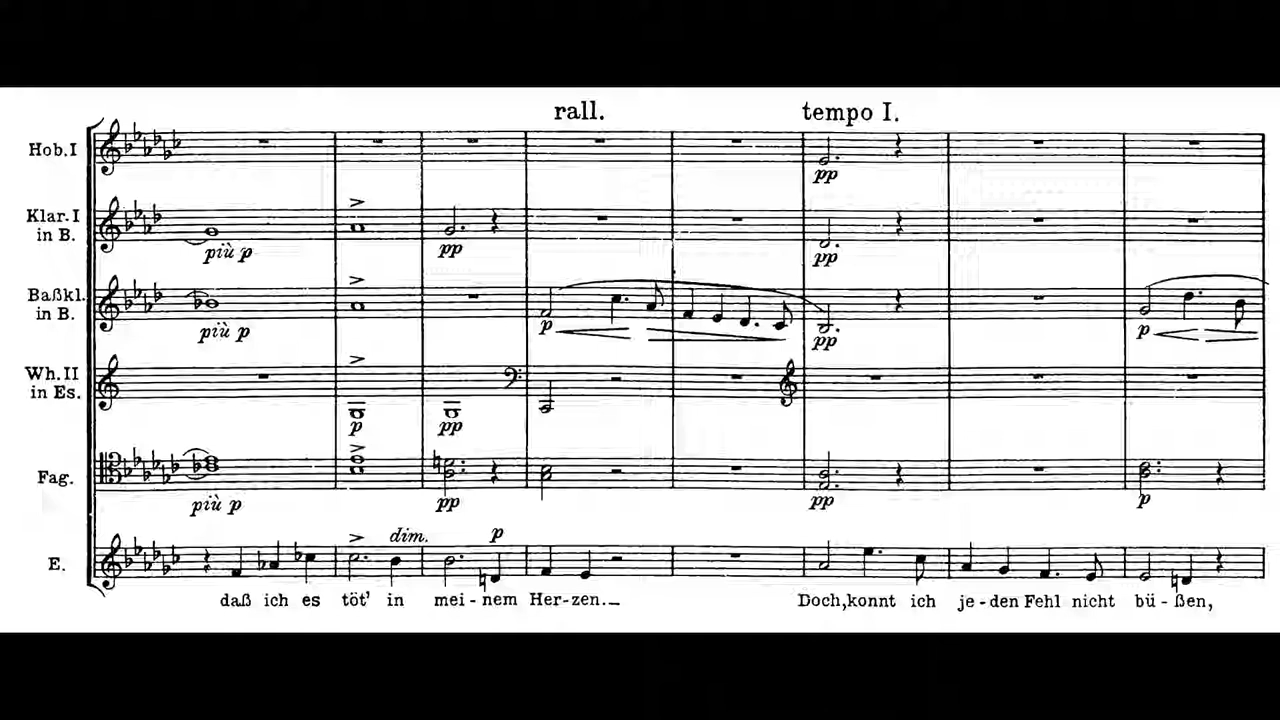 rall. tempo I.
Hob. I
pp
Klar. I
in B.
più p pp pp
Baßkl.
in B.
più p p pp p
Wh. II
in Es.
p pp
Fag.
più p pp pp p
dim. p
E.
daß ich es töt' in mei - nem Her-zen. Doch, konnt ich je - den Fehl nicht bü - ßen,